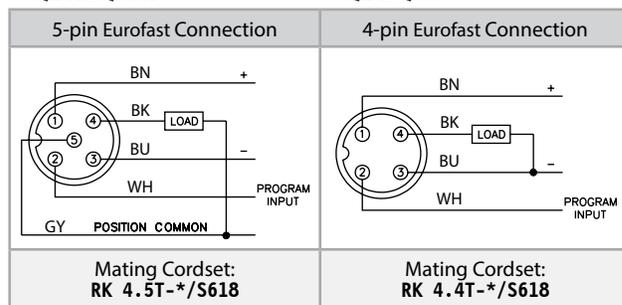 5-pin Eurofast Connection
4-pin Eurofast Connection
BN +
1 4 BK LOAD
5
2 3 BU –
WH PROGRAM
INPUT
GY POSITION COMMON
BN +
1 4 BK LOAD
2 3 BU –
WH PROGRAM
INPUT
Mating Cordset:
RK 4.5T-*/S618
Mating Cordset:
RK 4.4T-*/S618